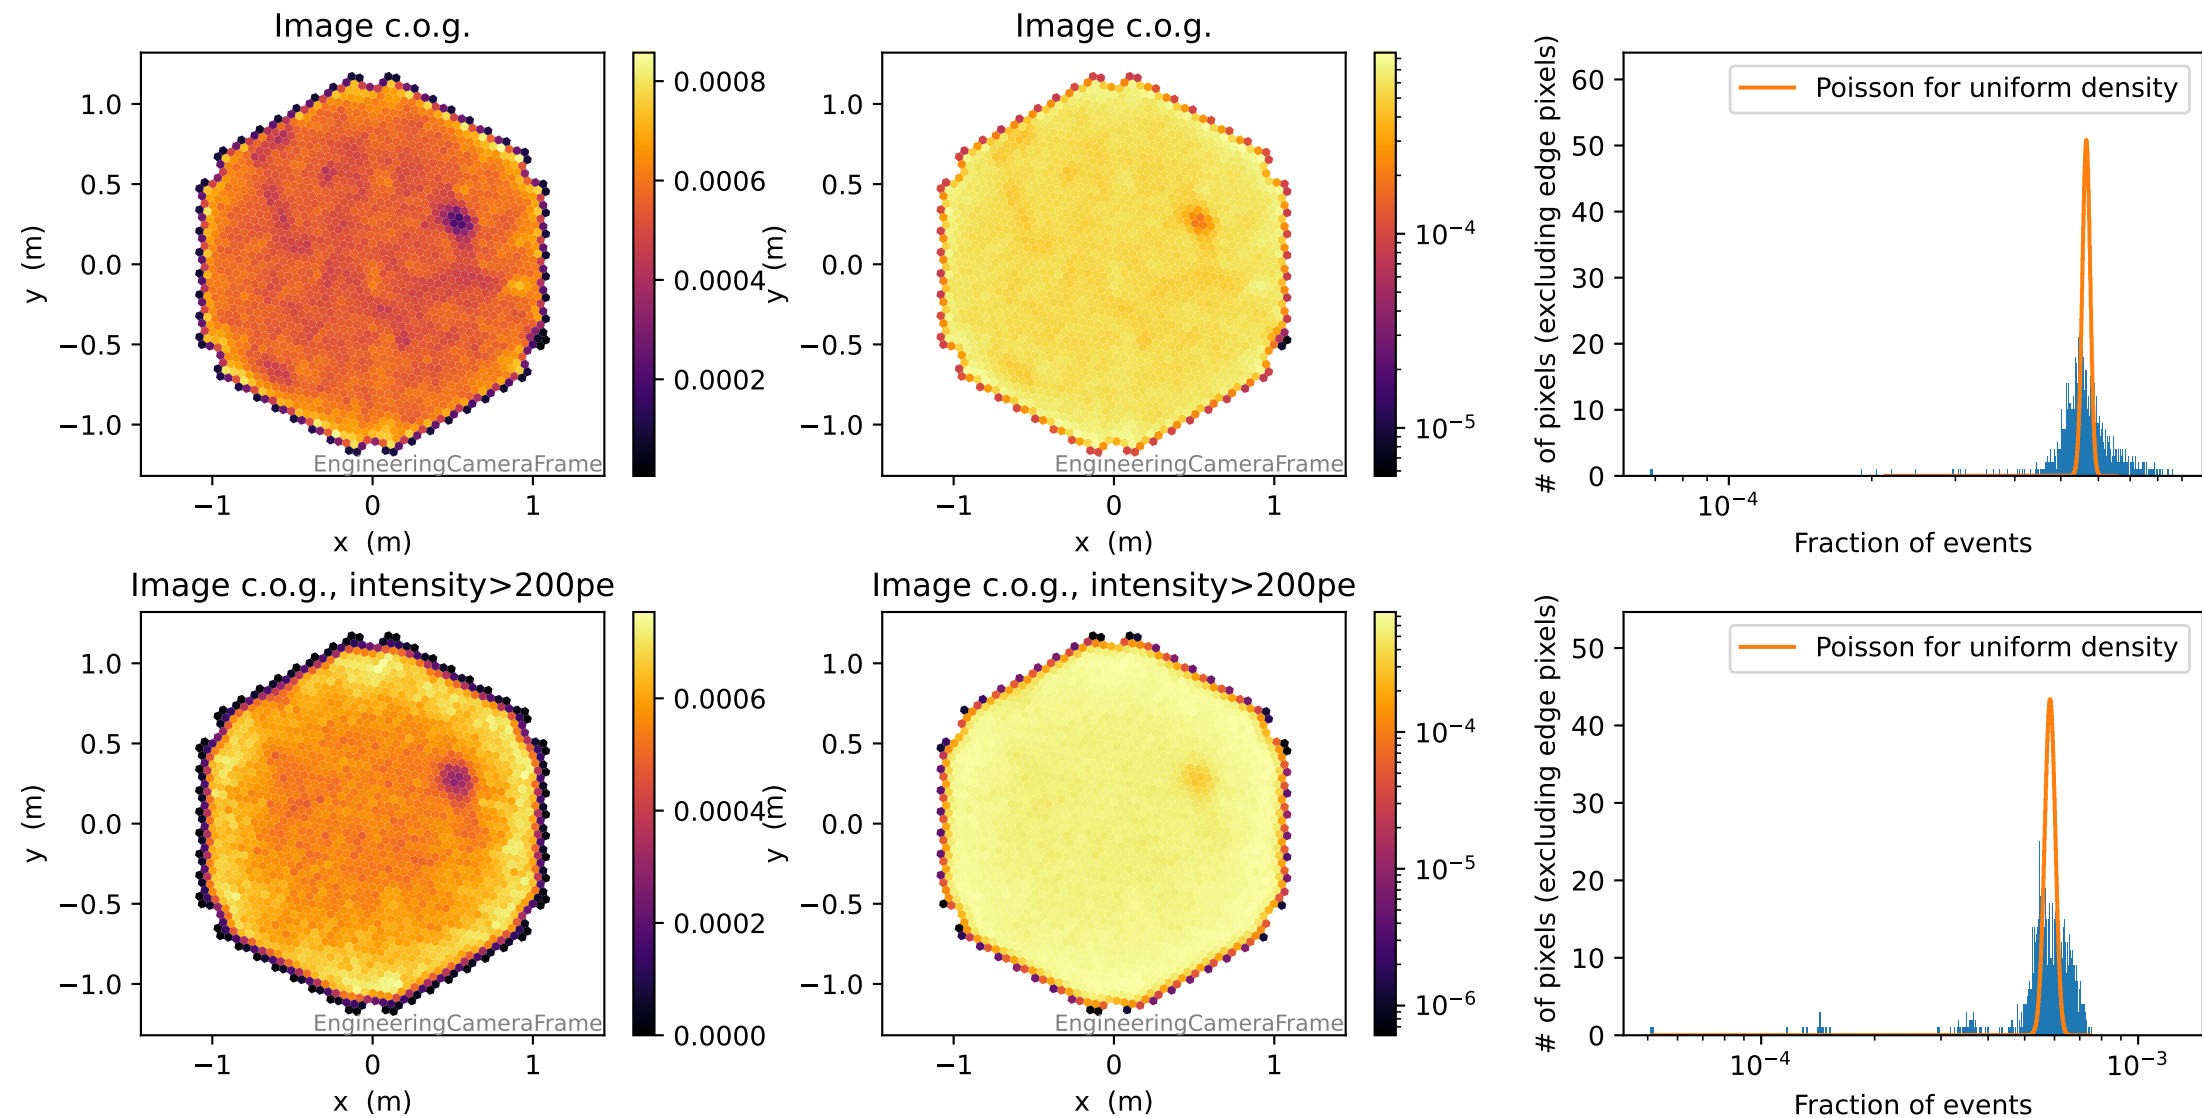 Image c.o.g.
y (m)
1.0
0.5
0.0
−0.5
−1.0
−1
0
1
x (m)
EngineeringCameraFrame
0.0008
0.0006
0.0004
0.0002
Image c.o.g.
y (m)
1.0
0.5
0.0
−0.5
−1.0
−1
0
1
x (m)
EngineeringCameraFrame
10⁻⁴
10⁻⁵
# of pixels (excluding edge pixels)
60
50
40
30
20
10
0
Poisson for uniform density
10⁻⁴
Fraction of events
Image c.o.g., intensity>200pe
y (m)
1.0
0.5
0.0
−0.5
−1.0
−1
0
1
x (m)
EngineeringCameraFrame
0.0006
0.0004
0.0002
0.0000
Image c.o.g., intensity>200pe
y (m)
1.0
0.5
0.0
−0.5
−1.0
−1
0
1
x (m)
EngineeringCameraFrame
10⁻⁴
10⁻⁵
10⁻⁶
# of pixels (excluding edge pixels)
50
40
30
20
10
0
Poisson for uniform density
10⁻⁴
10⁻³
Fraction of events